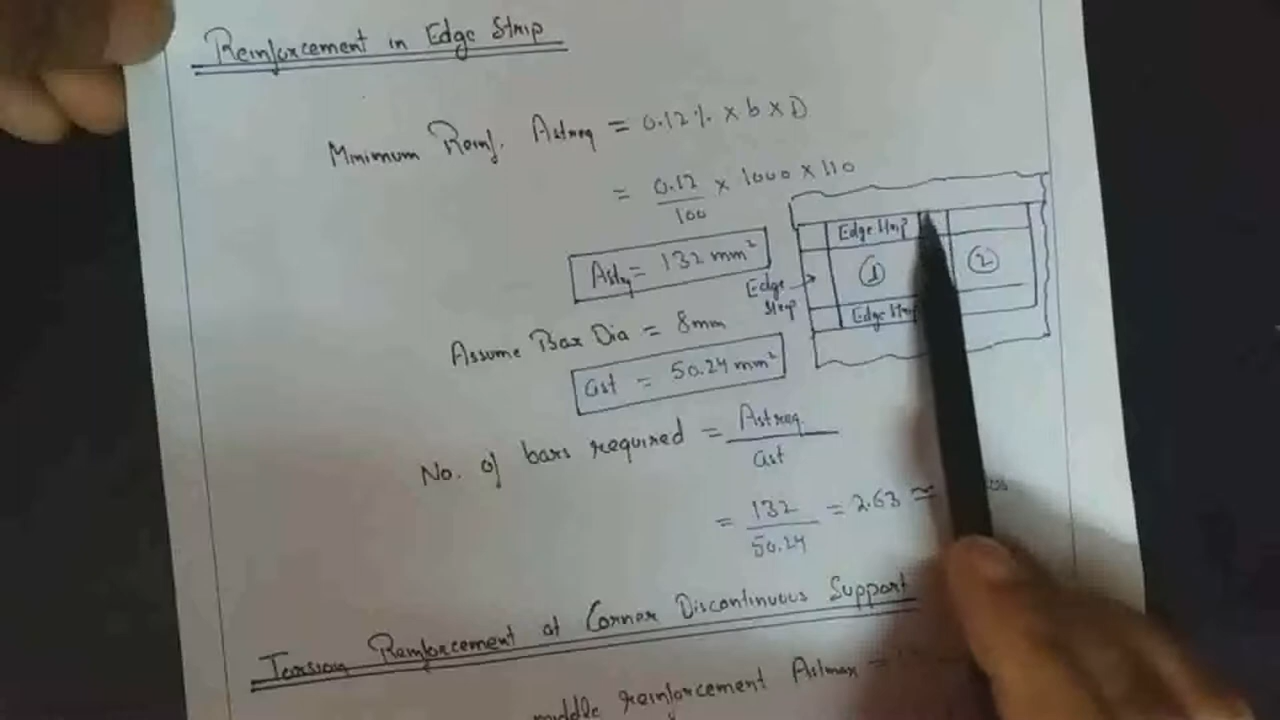 Reinforcement in Edge Strip
Minimum Reinf. Astreq = 0.12% × b × D
= 0.12/100 × 1000 × 110
Astrq = 132 mm²
Edge Strip
① ②
Edge Strip
Edge Strip
Assume Bar Dia = 8mm
ast = 50.24 mm²
No. of bars required = Astreq./ast
= 132/50.24 = 2.63 ≃
Torsion Reinforcement at Corner Discontinuous Support
middle reinforcement Astmax =